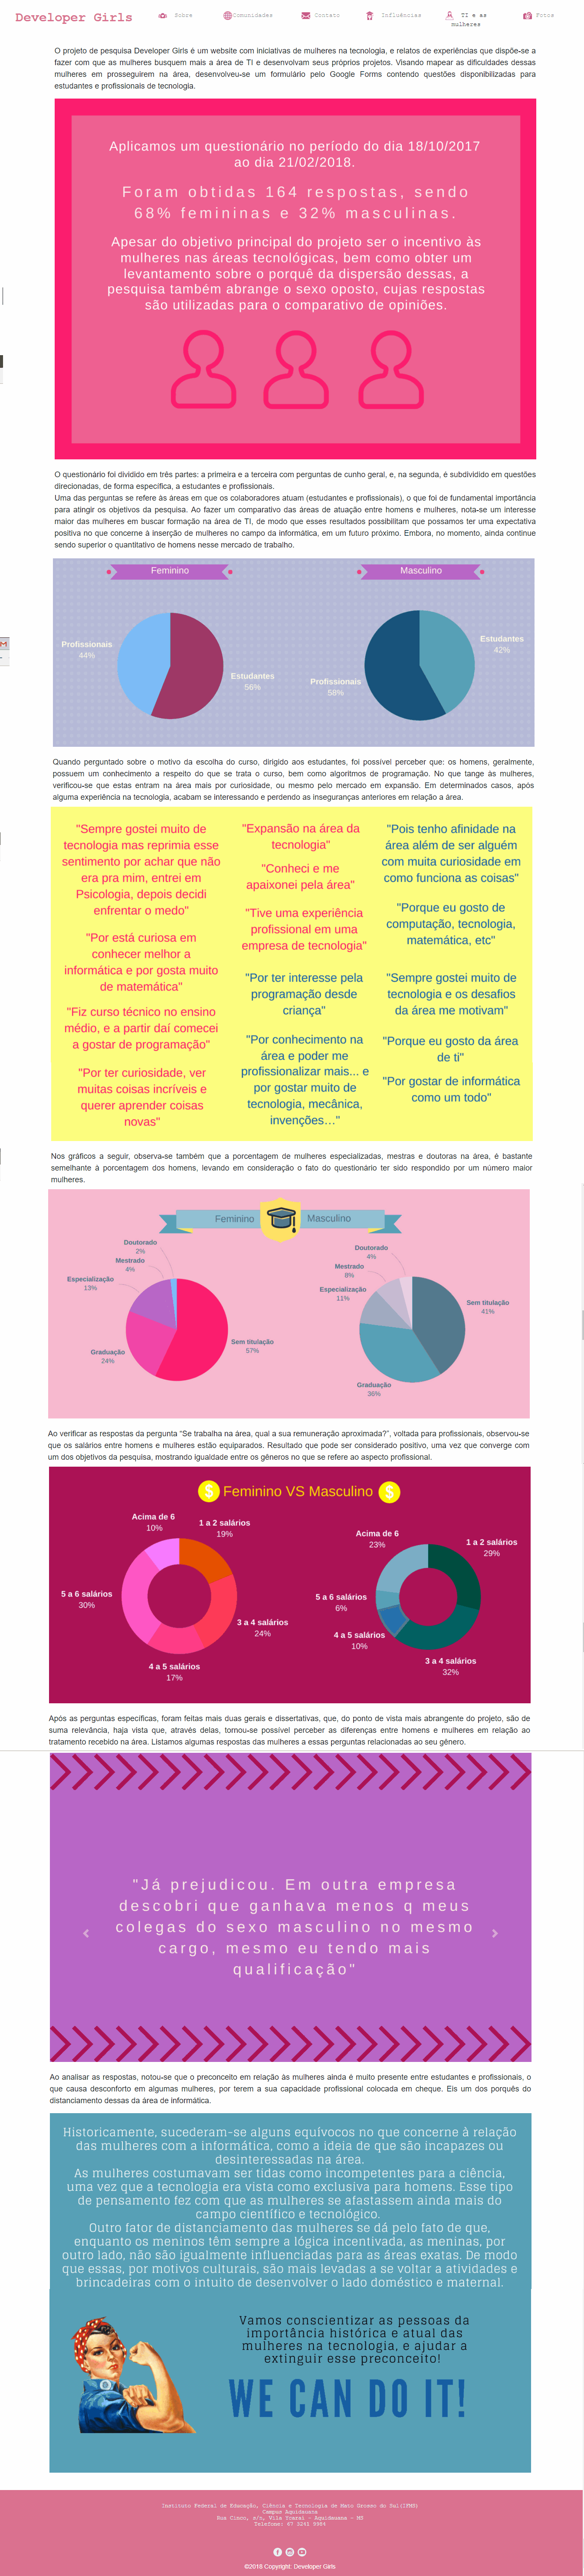 Developer Girls
Sobre
Comunidades
Contato
Influências
TI e as
mulheres
Fotos
O projeto de pesquisa Developer Girls é um website com iniciativas de mulheres na tecnologia, e relatos de experiências que dispõe-se a
fazer com que as mulheres busquem mais a área de TI e desenvolvam seus próprios projetos. Visando mapear as dificuldades dessas
mulheres em prosseguirem na área, desenvolveu-se um formulário pelo Google Forms contendo questões disponibilizadas para
estudantes e profissionais de tecnologia.
Aplicamos um questionário no período do dia 18/10/2017
ao dia 21/02/2018.
Foram obtidas 164 respostas, sendo
68% femininas e 32% masculinas.
Apesar do objetivo principal do projeto ser o incentivo às
mulheres nas áreas tecnológicas, bem como obter um
levantamento sobre o porquê da dispersão dessas, a
pesquisa também abrange o sexo oposto, cujas respostas
são utilizadas para o comparativo de opiniões.
O questionário foi dividido em três partes: a primeira e a terceira com perguntas de cunho geral, e, na segunda, é subdividido em questões
direcionadas, de forma específica, a estudantes e profissionais.
Uma das perguntas se refere às áreas em que os colaboradores atuam (estudantes e profissionais), o que foi de fundamental importância
para atingir os objetivos da pesquisa. Ao fazer um comparativo das áreas de atuação entre homens e mulheres, nota-se um interesse
maior das mulheres em buscar formação na área de TI, de modo que esses resultados possibilitam que possamos ter uma expectativa
positiva no que concerne à inserção de mulheres no campo da informática, em um futuro próximo. Embora, no momento, ainda continue
sendo superior o quantitativo de homens nesse mercado de trabalho.
Feminino
Masculino
Profissionais
44%
Estudantes
56%
Estudantes
42%
Profissionais
58%
Quando perguntado sobre o motivo da escolha do curso, dirigido aos estudantes, foi possível perceber que: os homens, geralmente,
possuem um conhecimento a respeito do que se trata o curso, bem como algoritmos de programação. No que tange às mulheres,
verificou-se que estas entram na área mais por curiosidade, ou mesmo pelo mercado em expansão. Em determinados casos, após
alguma experiência na tecnologia, acabam se interessando e perdendo as inseguranças anteriores em relação a área.
"Sempre gostei muito de
tecnologia mas reprimia esse
sentimento por achar que não
era pra mim, entrei em
Psicologia, depois decidi
enfrentar o medo"
"Por está curiosa em
conhecer melhor a
informática e por gosta muito
de matemática"
"Fiz curso técnico no ensino
médio, e a partir daí comecei
a gostar de programação"
"Por ter curiosidade, ver
muitas coisas incríveis e
querer aprender coisas
novas"
"Expansão na área da
tecnologia"
"Conheci e me
apaixonei pela área"
"Tive uma experiência
profissional em uma
empresa de tecnologia"
"Por ter interesse pela
programação desde
criança"
"Por conhecimento na
área e poder me
profissionalizar mais... e
por gostar muito de
tecnologia, mecânica,
invenções…"
"Pois tenho afinidade na
área além de ser alguém
com muita curiosidade em
como funciona as coisas"
"Porque eu gosto de
computação, tecnologia,
matemática, etc"
"Sempre gostei muito de
tecnologia e os desafios
da área me motivam"
"Porque eu gosto da área
de ti"
"Por gostar de informática
como um todo"
Nos gráficos a seguir, observa-se também que a porcentagem de mulheres especializadas, mestras e doutoras na área, é bastante
semelhante à porcentagem dos homens, levando em consideração o fato do questionário ter sido respondido por um número maior
mulheres.
Feminino
Masculino
Doutorado
2%
Mestrado
4%
Especialização
13%
Graduação
24%
Sem titulação
57%
Doutorado
4%
Mestrado
8%
Especialização
11%
Sem titulação
41%
Graduação
36%
Ao verificar as respostas da pergunta “Se trabalha na área, qual a sua remuneração aproximada?”, voltada para profissionais, observou-se
que os salários entre homens e mulheres estão equiparados. Resultado que pode ser considerado positivo, uma vez que converge com
um dos objetivos da pesquisa, mostrando igualdade entre os gêneros no que se refere ao aspecto profissional.
$ Feminino VS Masculino $
Acima de 6
10%
1 a 2 salários
19%
5 a 6 salários
30%
3 a 4 salários
24%
4 a 5 salários
17%
Acima de 6
23%
1 a 2 salários
29%
5 a 6 salários
6%
4 a 5 salários
10%
3 a 4 salários
32%
Após as perguntas específicas, foram feitas mais duas gerais e dissertativas, que, do ponto de vista mais abrangente do projeto, são de
suma relevância, haja vista que, através delas, tornou-se possível perceber as diferenças entre homens e mulheres em relação ao
tratamento recebido na área. Listamos algumas respostas das mulheres a essas perguntas relacionadas ao seu gênero.
"Já prejudicou. Em outra empresa
descobri que ganhava menos q meus
colegas do sexo masculino no mesmo
cargo, mesmo eu tendo mais
qualificação"
Ao analisar as respostas, notou-se que o preconceito em relação às mulheres ainda é muito presente entre estudantes e profissionais, o
que causa desconforto em algumas mulheres, por terem a sua capacidade profissional colocada em cheque. Eis um dos porquês do
distanciamento dessas da área de informática.
Historicamente, sucederam-se alguns equívocos no que concerne à relação
das mulheres com a informática, como a ideia de que são incapazes ou
desinteressadas na área.
As mulheres costumavam ser tidas como incompetentes para a ciência,
uma vez que a tecnologia era vista como exclusiva para homens. Esse tipo
de pensamento fez com que as mulheres se afastassem ainda mais do
campo científico e tecnológico.
Outro fator de distanciamento das mulheres se dá pelo fato de que,
enquanto os meninos têm sempre a lógica incentivada, as meninas, por
outro lado, não são igualmente influenciadas para as áreas exatas. De modo
que essas, por motivos culturais, são mais levadas a se voltar a atividades e
brincadeiras com o intuito de desenvolver o lado doméstico e maternal.
Vamos conscientizar as pessoas da
importância histórica e atual das
mulheres na tecnologia, e ajudar a
extinguir esse preconceito!
WE CAN DO IT!
Instituto Federal de Educação, Ciência e Tecnologia de Mato Grosso do Sul(IFMS)
Campus Aquidauana
Rua Cinco, s/n, Vila Ycaraí - Aquidauana - MS
Telefone: 67 3241
©2018 Copyright: Developer Girls